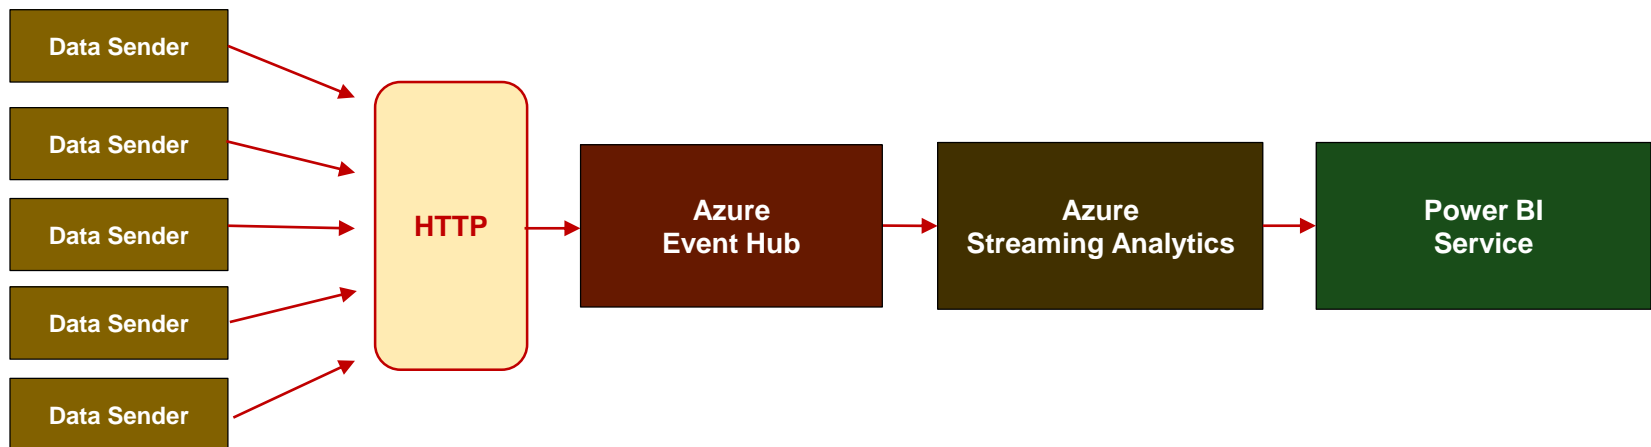 Data Sender
Data Sender
Data Sender
Data Sender
Data Sender
HTTP
Azure
Event Hub
Azure
Streaming Analytics
Power BI
Service